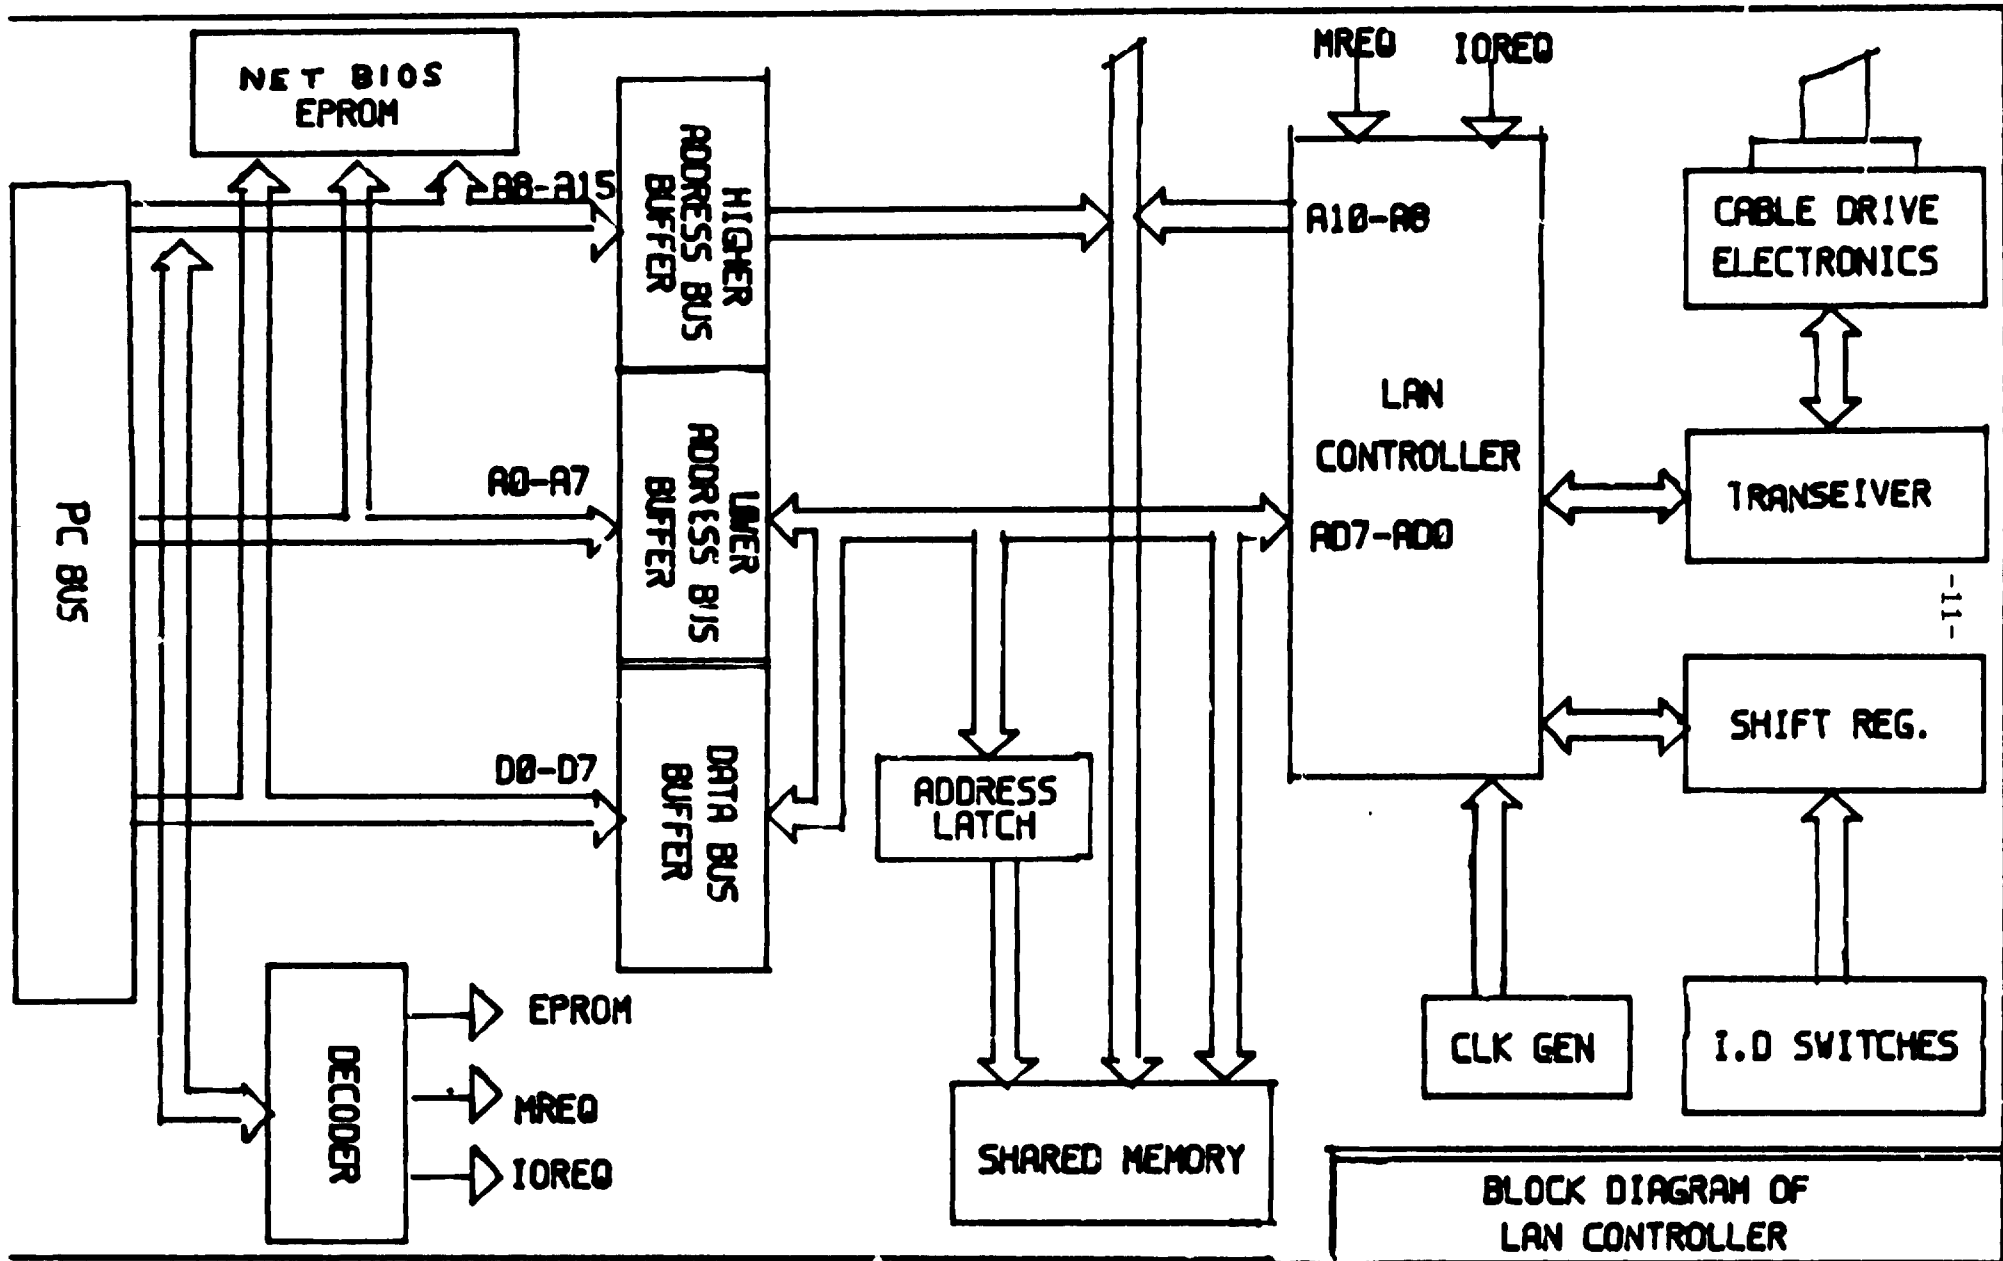 NET BIOS
EPROM
MREQ
IOREQ
A8-A15
HIGHER
ADDRESS BUS
BUFFER
A10-A8
CABLE DRIVE
ELECTRONICS
LAN
CONTROLLER
PC BUS
A0-A7
LOWER
ADDRESS BUS
BUFFER
AD7-AD0
TRANSEIVER
-11-
D0-D7
DATA BUS
BUFFER
ADDRESS
LATCH
SHIFT REG.
DECODER
EPROM
MREQ
IOREQ
SHARED MEMORY
CLK GEN
I.D SWITCHES
BLOCK DIAGRAM OF
LAN CONTROLLER